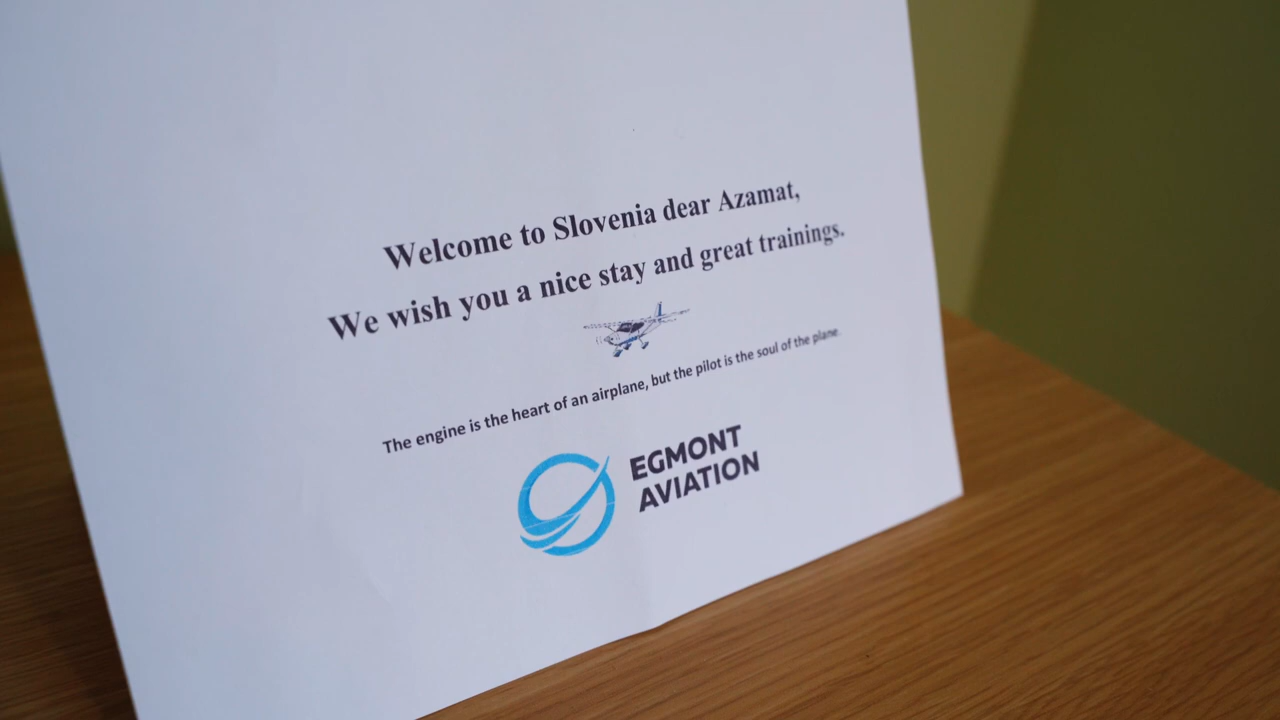 Welcome to Slovenia dear Azamat,
We wish you a nice stay and great trainings.
The engine is the heart of an airplane, but the pilot is the soul of the plane.
EGMONT
AVIATION